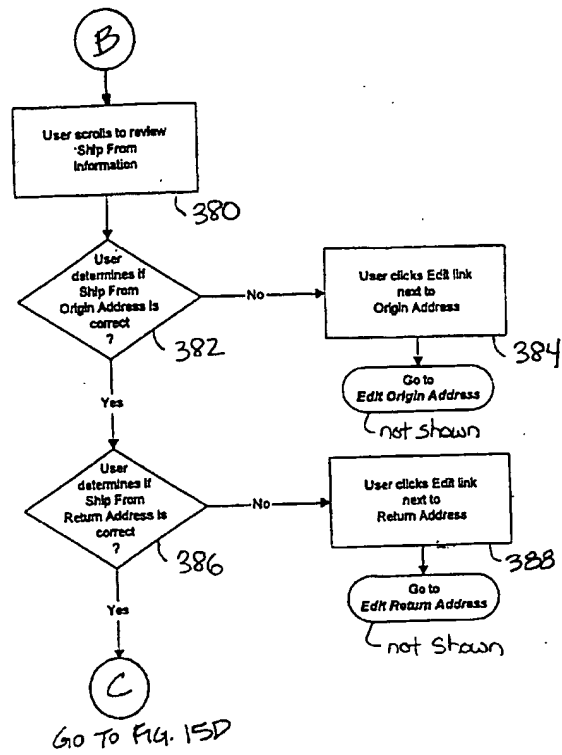 B
User scrolls to review
Ship From
Information
380
User
determines if
Ship From
Origin Address is
correct
?
382
No
User clicks Edit link
next to
Origin Address
384
Go to
Edit Origin Address
not shown
Yes
User
determines if
Ship From
Return Address is
correct
?
386
No
User clicks Edit link
next to
Return Address
388
Go to
Edit Return Address
not shown
Yes
C
GO TO FIG. 15D